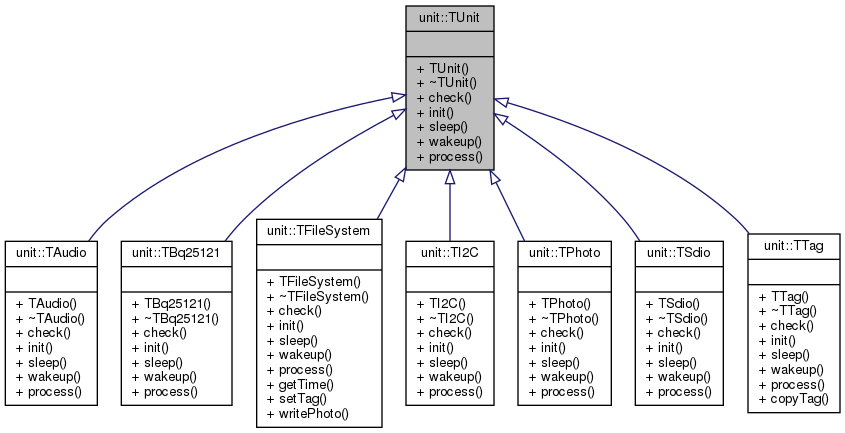 unit::TUnit
+ TUnit()
+ ~TUnit()
+ check()
+ init()
+ sleep()
+ wakeup()
+ process()
unit::TAudio
+ TAudio()
+ ~TAudio()
+ check()
+ init()
+ sleep()
+ wakeup()
+ process()
unit::TBq25121
+ TBq25121()
+ ~TBq25121()
+ check()
+ init()
+ sleep()
+ wakeup()
+ process()
unit::TFileSystem
+ TFileSystem()
+ ~TFileSystem()
+ check()
+ init()
+ sleep()
+ wakeup()
+ process()
+ getTime()
+ setTag()
+ writePhoto()
unit::TI2C
+ TI2C()
+ ~TI2C()
+ check()
+ init()
+ sleep()
+ wakeup()
+ process()
unit::TPhoto
+ TPhoto()
+ ~TPhoto()
+ check()
+ init()
+ sleep()
+ wakeup()
+ process()
unit::TSdio
+ TSdio()
+ ~TSdio()
+ check()
+ init()
+ sleep()
+ wakeup()
+ process()
unit::TTag
+ TTag()
+ ~TTag()
+ check()
+ init()
+ sleep()
+ wakeup()
+ process()
+ copyTag()